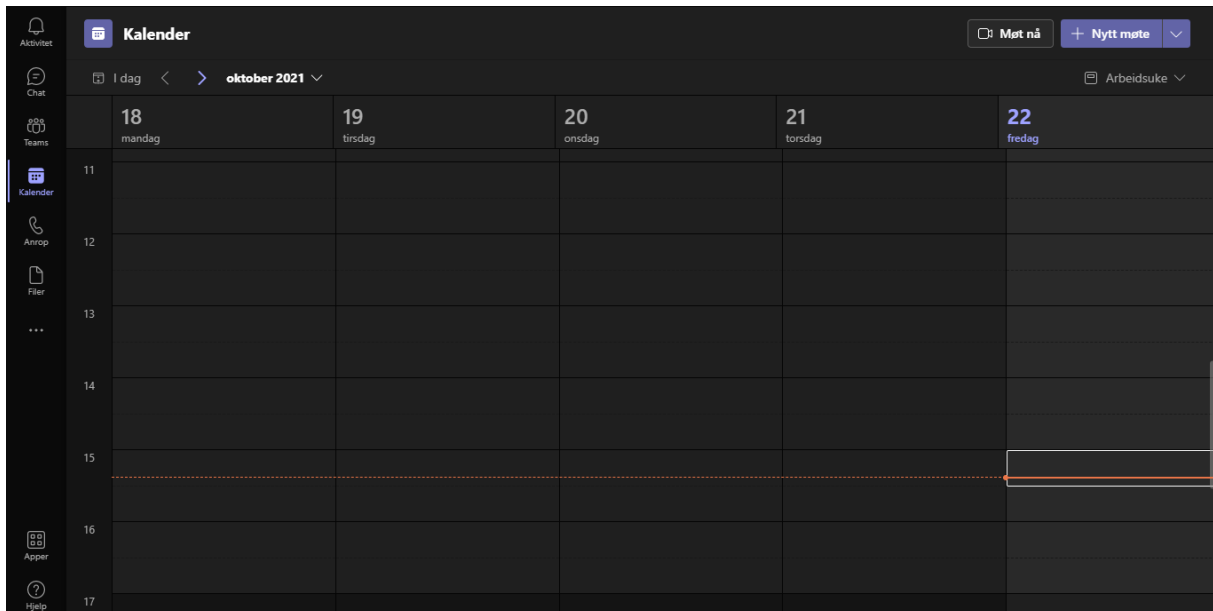 Aktivitet
Chat
Teams
Kalender
Anrop
Filer
Apper
Hjelp
Kalender
Møt nå
Nytt møte
I dag
oktober 2021
Arbeidsuke
18
mandag
19
tirsdag
20
onsdag
21
torsdag
22
fredag
11
12
13
14
15
16
17